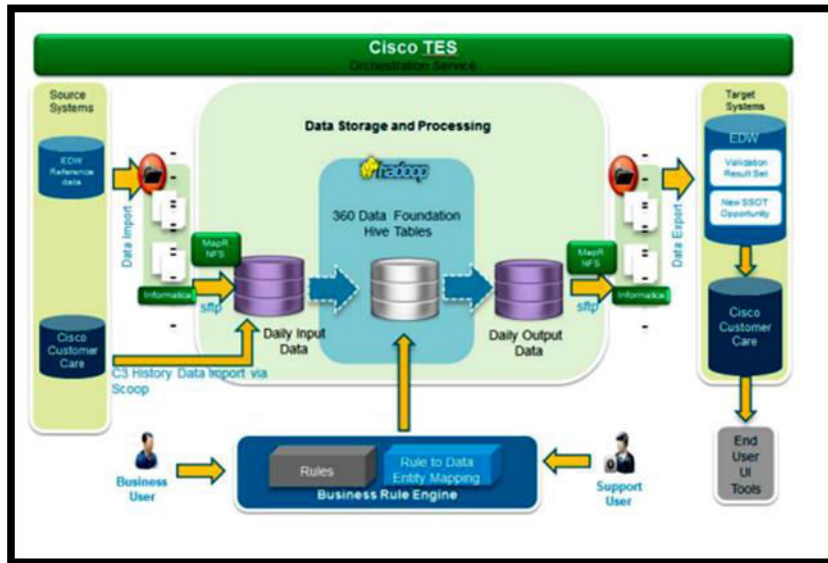 Cisco TES
Orchestration Service
Source
Systems
EDW
Reference
data
Data Import
Informatica
MapR
NFS
sftp
Cisco
Customer
Care
C3 History Data Import via
Scoop
Data Storage and Processing
hadoop
360 Data Foundation
Hive Tables
Daily Input
Data
Daily Output
Data
MapR
NFS
sftp
Informatica
Data Export
Target
Systems
EDW
Validation
Result Set
New SSOT
Opportunity
Cisco
Customer
Care
End
User
UI
Tools
Business
User
Rules
Rule to Data
Entity Mapping
Business Rule Engine
Support
User